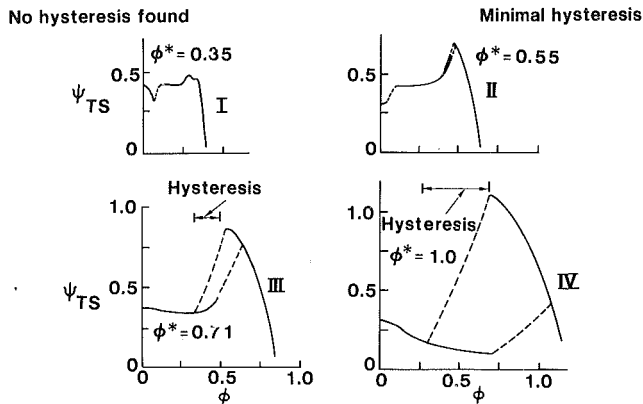 No hysteresis found
Minimal hysteresis
ϕ* = 0.35
ϕ* = 0.55
0.5
ψTS
0
I
0.5
0
II
Hysteresis
1.0
0.5
ψTS
0
III
ϕ* = 0.71
0
0.5
1.0
ϕ
Hysteresis
ϕ* = 1.0
1.0
0.5
0
IV
0
0.5
1.0
ϕ